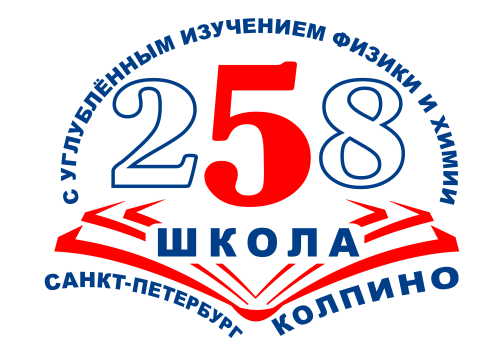 С УГЛУБЛЁННЫМ ИЗУЧЕНИЕМ ФИЗИКИ И ХИМИИ
258
ШКОЛА
САНКТ-ПЕТЕРБУРГ КОЛПИНО